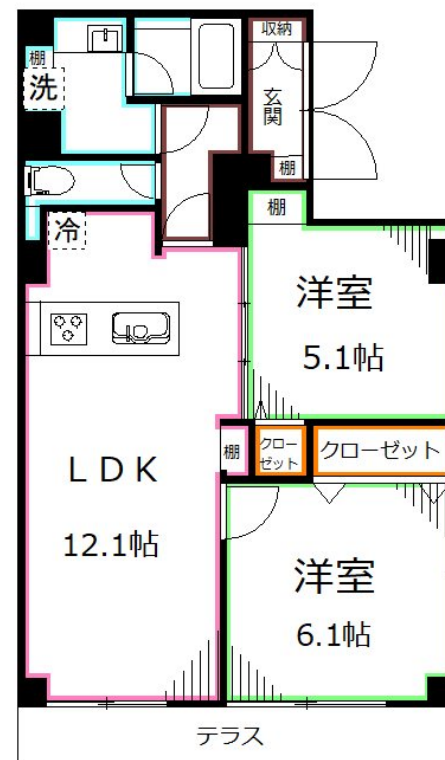 収納
棚
洗
玄
関
棚
冷
棚
洋室
5.1帖
棚
クロー
ゼット
クローゼット
LDK
12.1帖
洋室
6.1帖
テラス